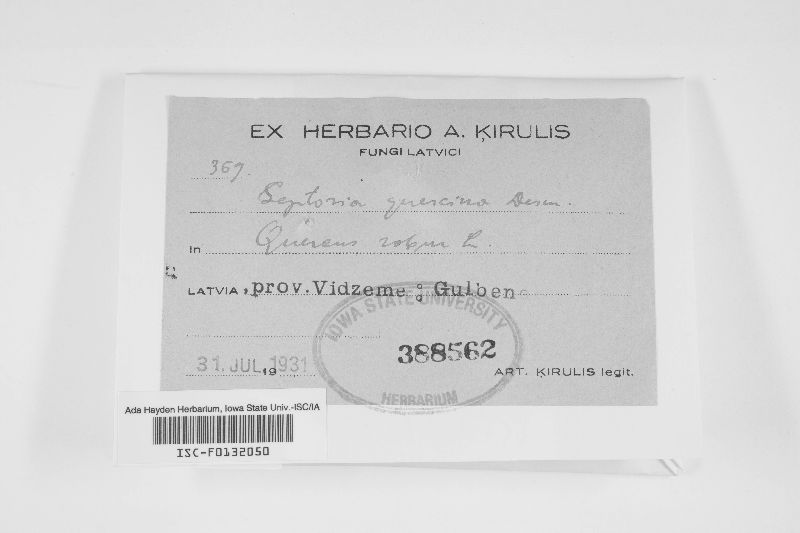 EX HERBARIO A. ĶIRULIS
FUNGI LATVICI
369.
Septoria quercina Desm.
In Quercus robur L.
LATVIA, prov. Vidzeme: Gulbene
IOWA STATE UNIVERSITY
HERBARIUM
388562
31. JUL. 1931
19
ART. ĶIRULIS legit.
Ada Hayden Herbarium, Iowa State Univ.-ISC/IA
ISC-F0132050